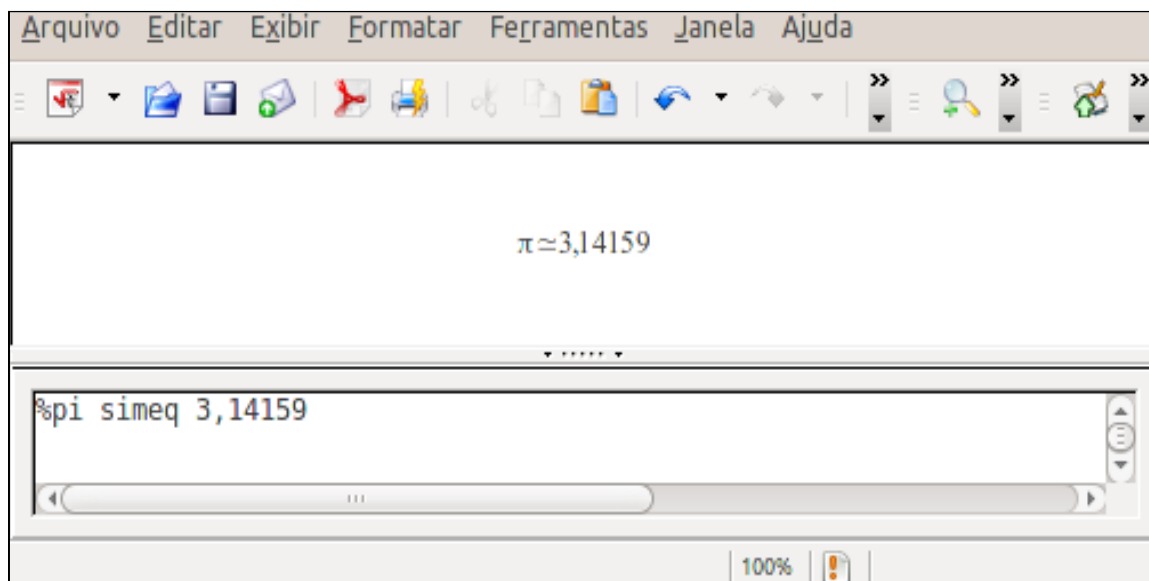 Arquivo Editar Exibir Formatar Ferramentas Janela Ajuda
π≃3,14159
%pi simeq 3,14159
100%